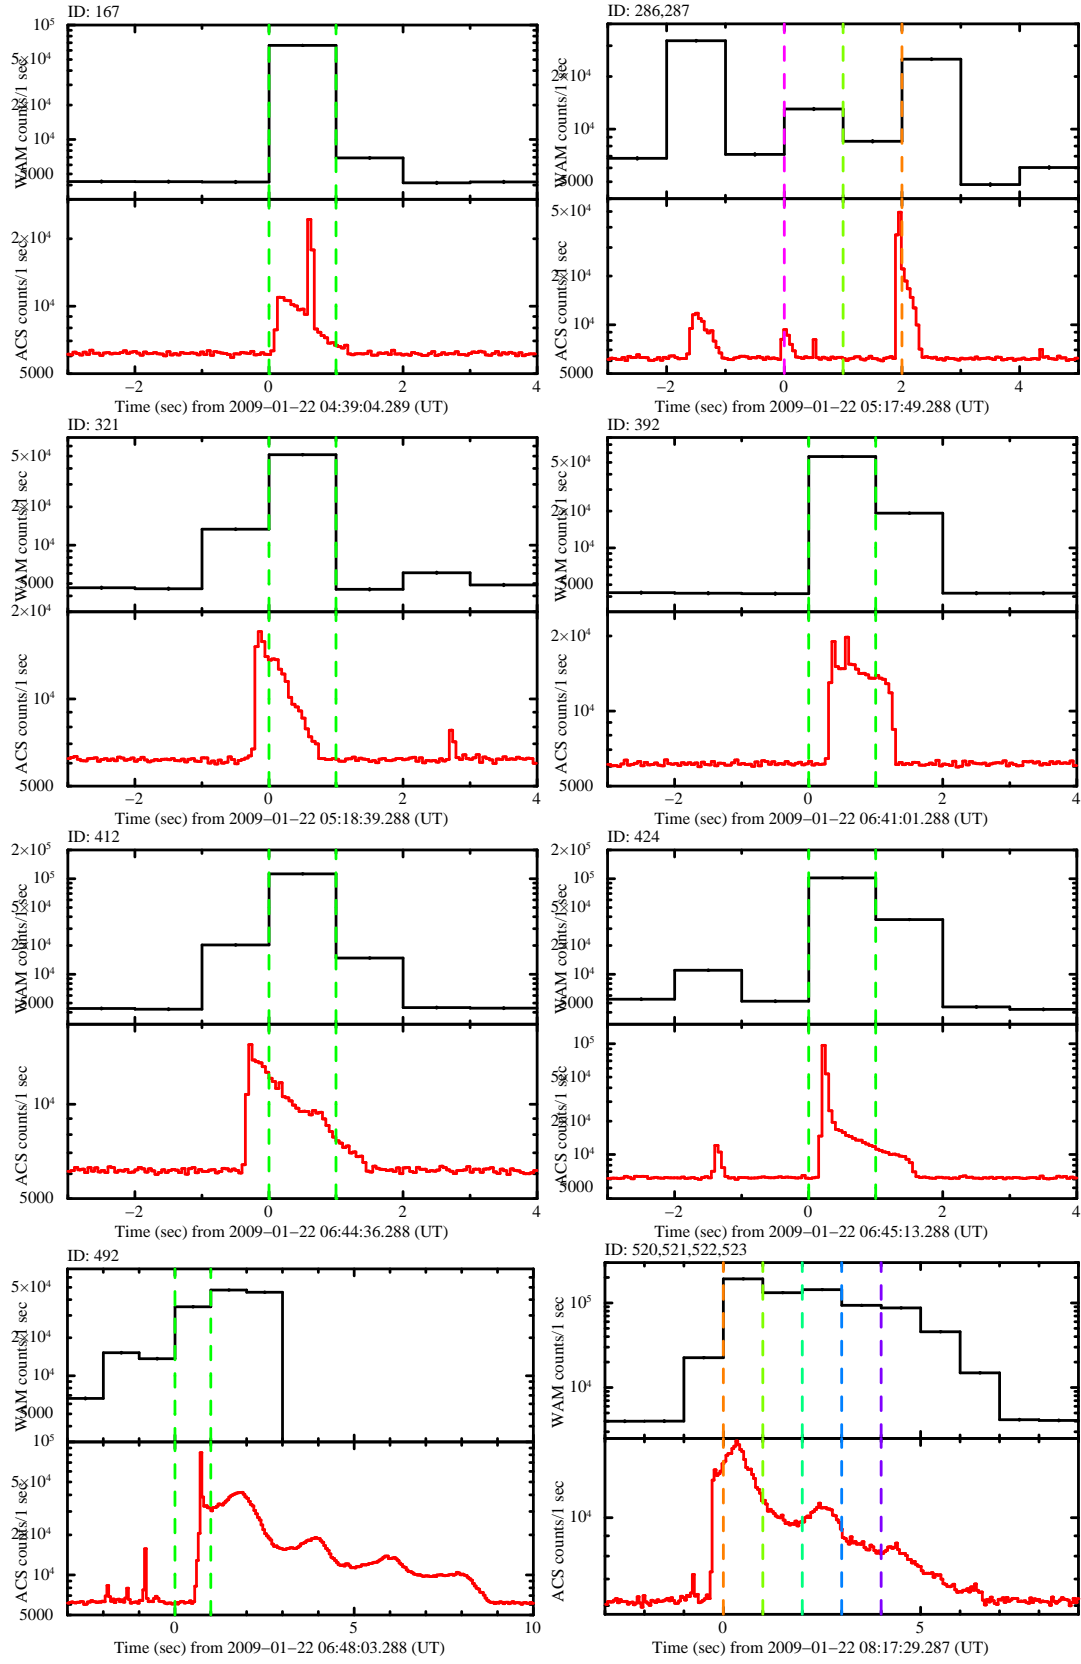 ID: 167
WAM counts/1 sec
10⁵
5×10⁴
10⁴
5000
ACS counts/1 sec
2×10⁴
10⁴
5000
−2 0 2 4
Time (sec) from 2009−01−22 04:39:04.289 (UT)
ID: 286,287
WAM counts/1 sec
2×10⁴
10⁴
5000
ACS counts/1 sec
5×10⁴
2×10⁴
10⁴
5000
−2 0 2 4
Time (sec) from 2009−01−22 05:17:49.288 (UT)
ID: 321
WAM counts/1 sec
5×10⁴
2×10⁴
10⁴
5000
ACS counts/1 sec
2×10⁴
10⁴
5000
−2 0 2 4
Time (sec) from 2009−01−22 05:18:39.288 (UT)
ID: 392
WAM counts/1 sec
5×10⁴
2×10⁴
10⁴
5000
ACS counts/1 sec
2×10⁴
10⁴
5000
−2 0 2 4
Time (sec) from 2009−01−22 06:41:01.288 (UT)
ID: 412
WAM counts/1 sec
2×10⁵
10⁵
5×10⁴
2×10⁴
10⁴
5000
ACS counts/1 sec
10⁴
5000
−2 0 2 4
Time (sec) from 2009−01−22 06:44:36.288 (UT)
ID: 424
WAM counts/1 sec
2×10⁵
10⁵
5×10⁴
2×10⁴
10⁴
5000
ACS counts/1 sec
10⁵
5×10⁴
2×10⁴
10⁴
5000
−2 0 2 4
Time (sec) from 2009−01−22 06:45:13.288 (UT)
ID: 492
WAM counts/1 sec
5×10⁴
2×10⁴
10⁴
5000
ACS counts/1 sec
10⁵
5×10⁴
2×10⁴
10⁴
5000
0 5 10
Time (sec) from 2009−01−22 06:48:03.288 (UT)
ID: 520,521,522,523
WAM counts/1 sec
10⁵
10⁴
ACS counts/1 sec
10⁴
0 5
Time (sec) from 2009−01−22 08:17:29.287 (UT)